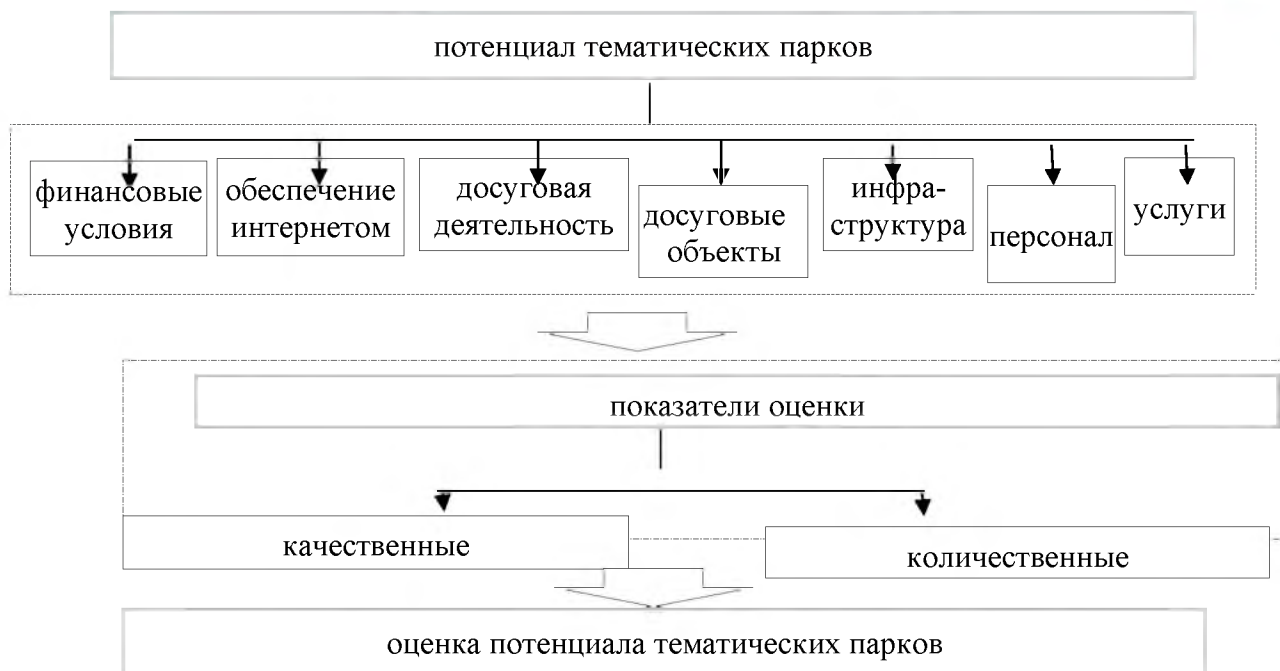 потенциал тематических парков
финансовые
условия
обеспечение
интернетом
досуговая
деятельность
досуговые
объекты
инфра-
структура
персонал
услуги
показатели оценки
качественные
количественные
оценка потенциала тематических парков